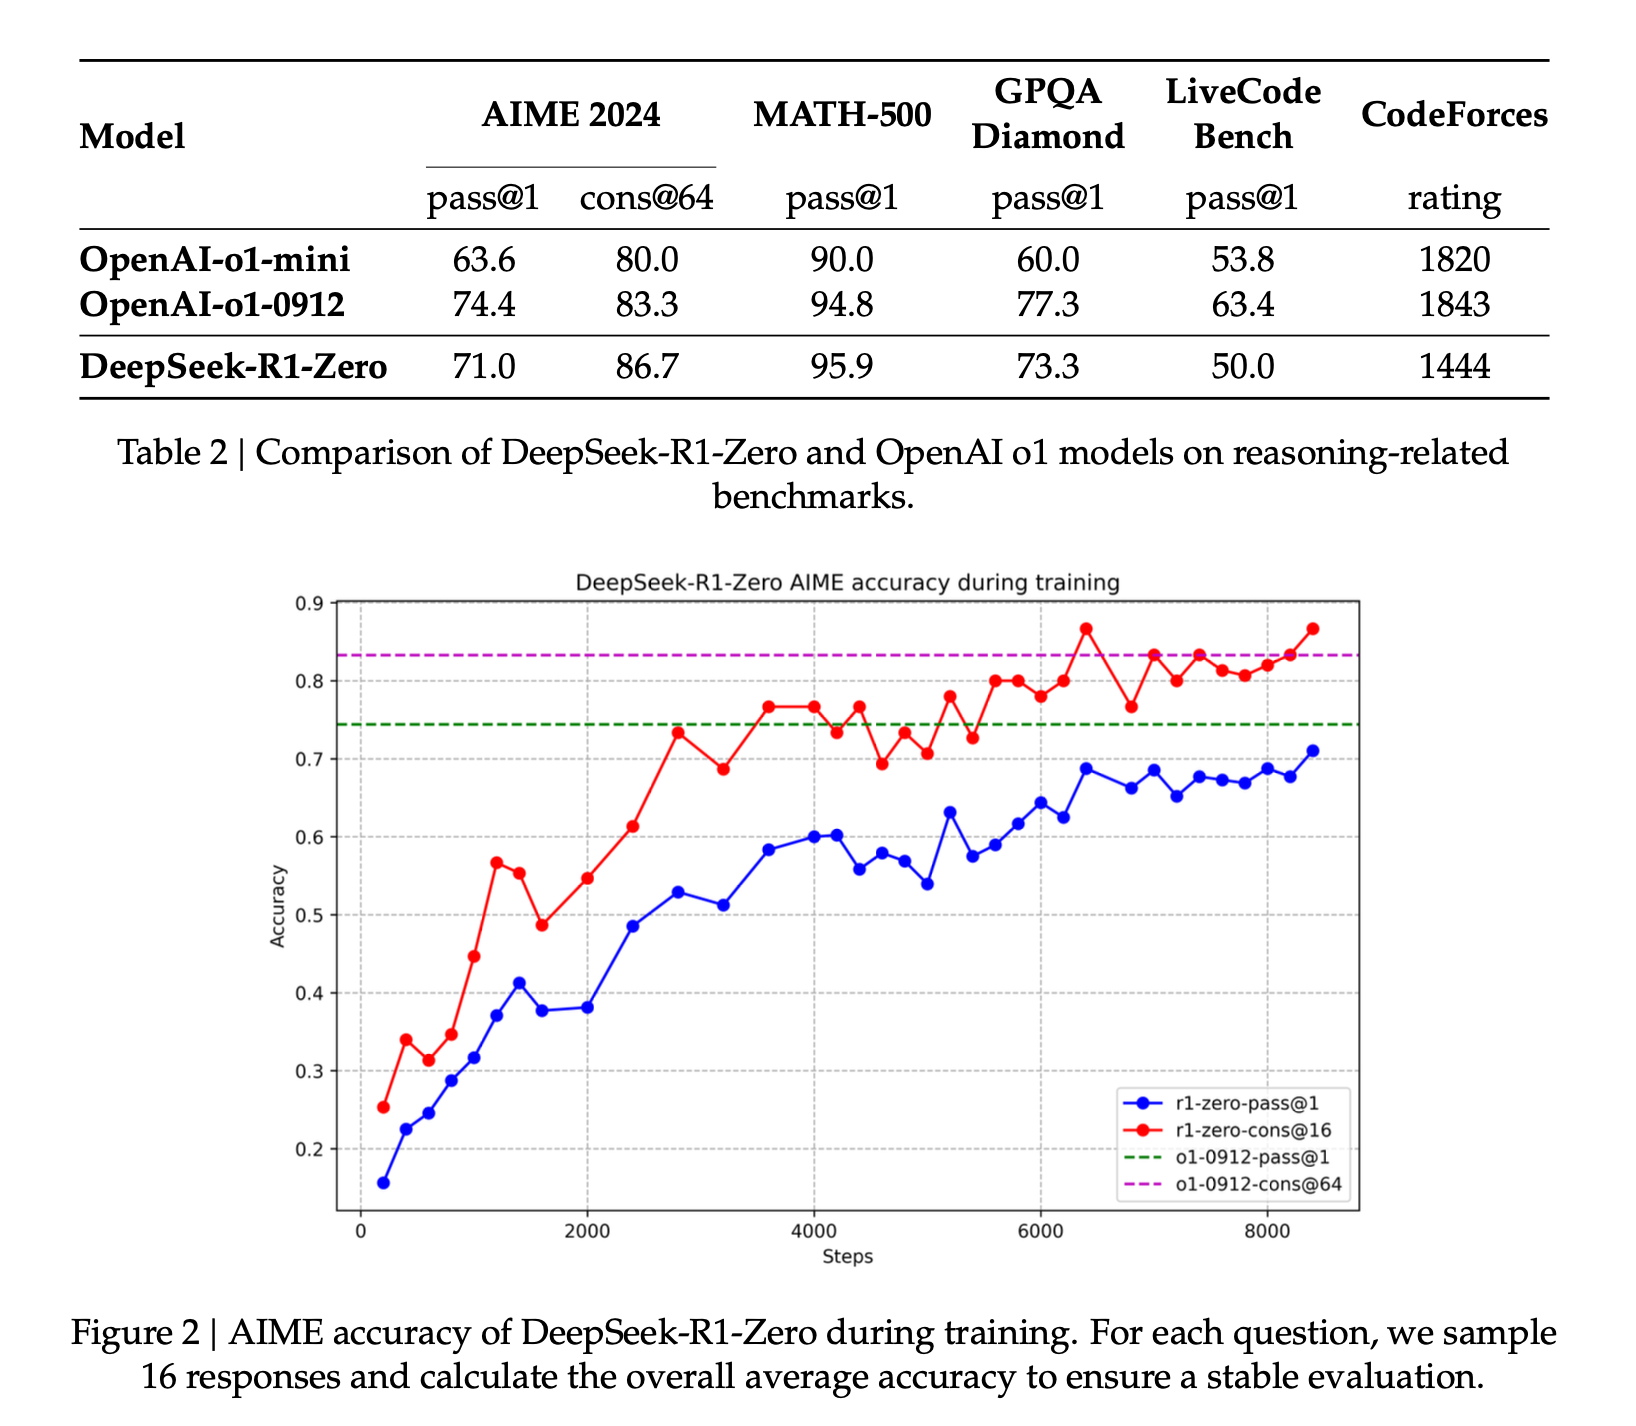 Model AIME 2024 MATH-500 GPQA Diamond LiveCode Bench CodeForces
pass@1 cons@64 pass@1 pass@1 pass@1 rating
OpenAI-o1-mini 63.6 80.0 90.0 60.0 53.8 1820
OpenAI-o1-0912 74.4 83.3 94.8 77.3 63.4 1843
DeepSeek-R1-Zero 71.0 86.7 95.9 73.3 50.0 1444
Table 2 | Comparison of DeepSeek-R1-Zero and OpenAI o1 models on reasoning-related
benchmarks.
DeepSeek-R1-Zero AIME accuracy during training
0.9
0.8
0.7
0.6
0.5
0.4
0.3
0.2
Accuracy
r1-zero-pass@1
r1-zero-cons@16
o1-0912-pass@1
o1-0912-cons@64
0 2000 4000 6000 8000
Steps
Figure 2 | AIME accuracy of DeepSeek-R1-Zero during training. For each question, we sample
16 responses and calculate the overall average accuracy to ensure a stable evaluation.